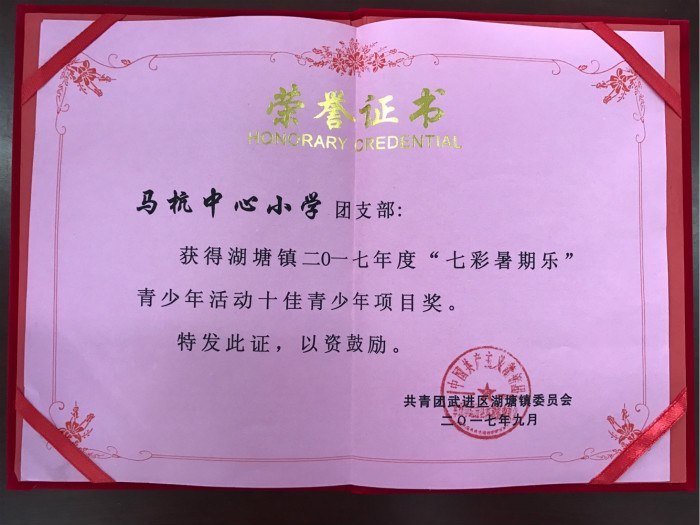 荣誉证书
HONORARY CREDENTIAL
马杭中心小学团支部:
获得湖塘镇二0一七年度“七彩暑期乐”
青少年活动十佳青少年项目奖。
特发此证，以资鼓励。
共青团武进区湖塘镇委员会
二〇一七年九月